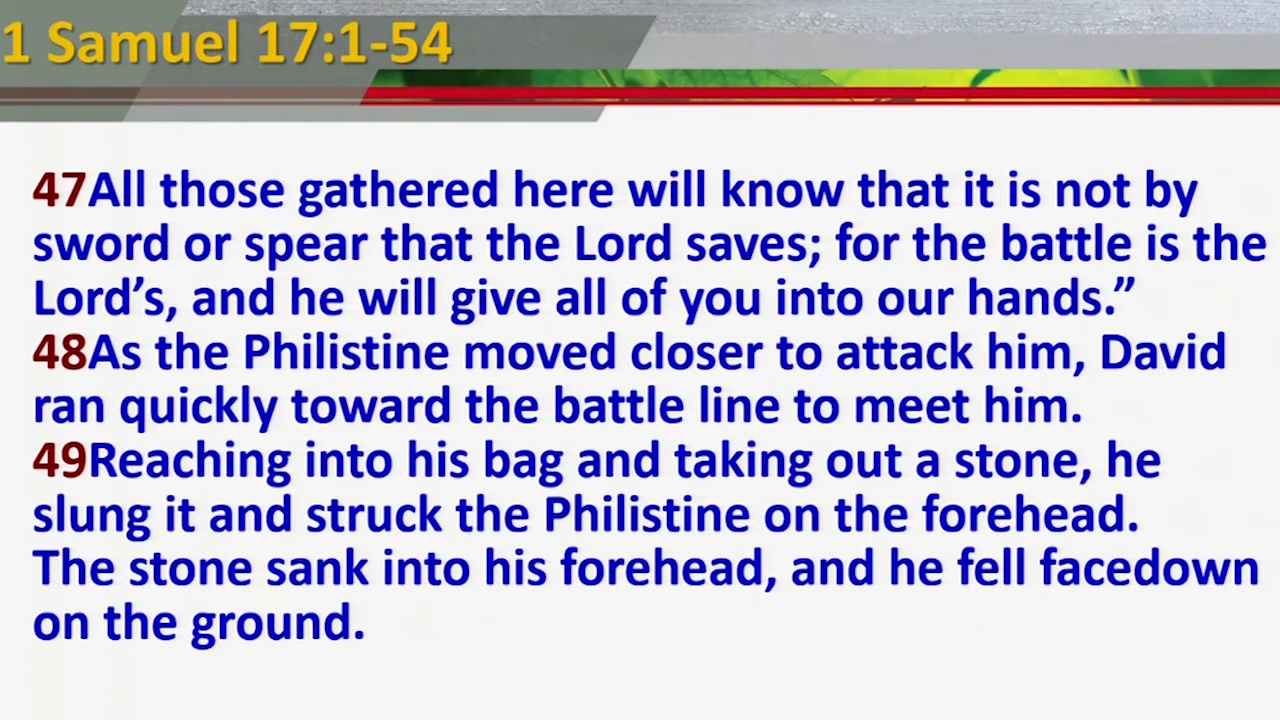 1 Samuel 17:1-54
47All those gathered here will know that it is not by
sword or spear that the Lord saves; for the battle is the
Lord’s, and he will give all of you into our hands.”
48As the Philistine moved closer to attack him, David
ran quickly toward the battle line to meet him.
49Reaching into his bag and taking out a stone, he
slung it and struck the Philistine on the forehead.
The stone sank into his forehead, and he fell facedown
on the ground.